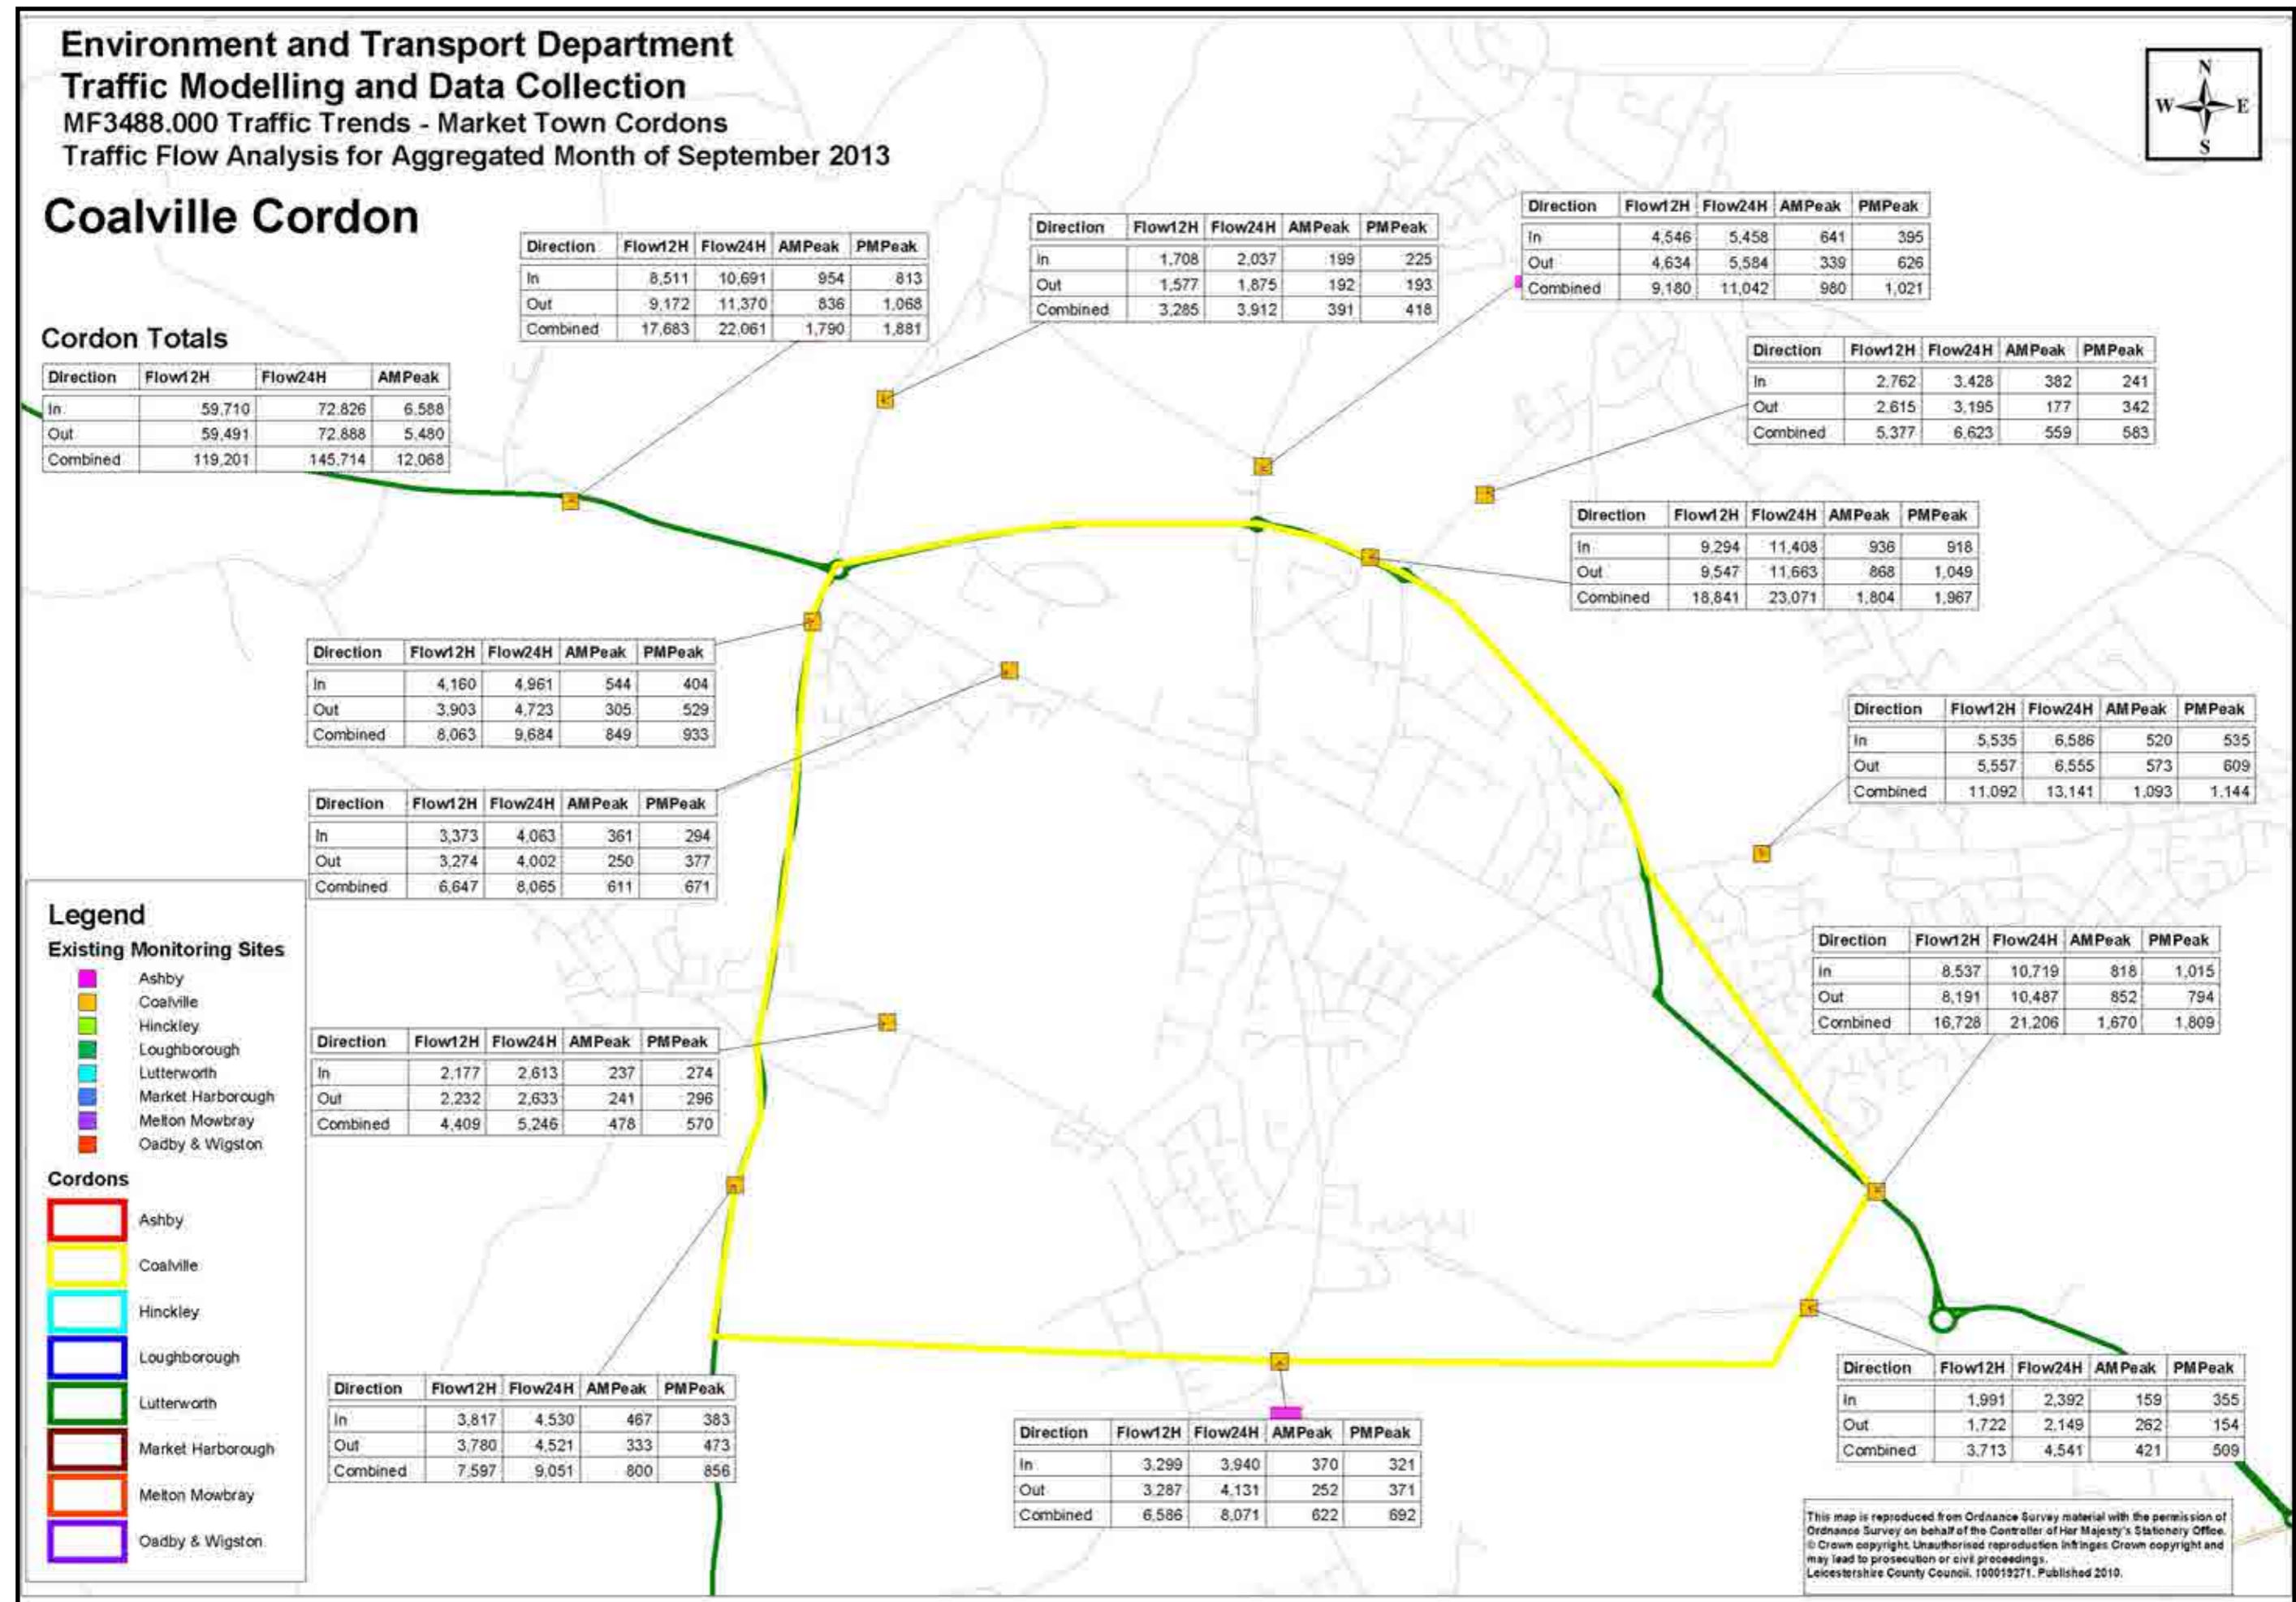 Environment and Transport Department
Traffic Modelling and Data Collection
MF3488.000 Traffic Trends - Market Town Cordons
Traffic Flow Analysis for Aggregated Month of September 2013
Coalville Cordon
N
W E
S
Direction Flow12H Flow24H AMPeak PMPeak
In 8,511 10,691 954 813
Out 9,172 11,370 836 1,068
Combined 17,683 22,061 1,790 1,881
Direction Flow12H Flow24H AMPeak PMPeak
In 1,708 2,037 199 225
Out 1,577 1,875 192 193
Combined 3,285 3,912 391 418
Direction Flow12H Flow24H AMPeak PMPeak
In 4,546 5,458 641 395
Out 4,634 5,584 339 626
Combined 9,180 11,042 980 1,021
Cordon Totals
Direction Flow12H Flow24H AMPeak
In 59,710 72,826 6,588
Out 59,491 72,888 5,480
Combined 119,201 145,714 12,068
Direction Flow12H Flow24H AMPeak PMPeak
In 2,762 3,428 382 241
Out 2,615 3,195 177 342
Combined 5,377 6,623 559 583
Direction Flow12H Flow24H AMPeak PMPeak
In 9,294 11,408 936 918
Out 9,547 11,663 868 1,049
Combined 18,841 23,071 1,804 1,967
Direction Flow12H Flow24H AMPeak PMPeak
In 4,160 4,961 544 404
Out 3,903 4,723 305 529
Combined 8,063 9,684 849 933
Direction Flow12H Flow24H AMPeak PMPeak
In 5,535 6,586 520 535
Out 5,557 6,555 573 609
Combined 11,092 13,141 1,093 1,144
Direction Flow12H Flow24H AMPeak PMPeak
In 3,373 4,063 361 294
Out 3,274 4,002 250 377
Combined 6,647 8,065 611 671
Direction Flow12H Flow24H AMPeak PMPeak
In 8,537 10,719 818 1,015
Out 8,191 10,487 852 794
Combined 16,728 21,206 1,670 1,809
Direction Flow12H Flow24H AMPeak PMPeak
In 2,177 2,613 237 274
Out 2,232 2,633 241 296
Combined 4,409 5,246 478 570
Legend
Existing Monitoring Sites
Ashby
Coalville
Hinckley
Loughborough
Lutterworth
Market Harborough
Melton Mowbray
Oadby & Wigston
Cordons
Ashby
Coalville
Hinckley
Loughborough
Lutterworth
Market Harborough
Melton Mowbray
Oadby & Wigston
Direction Flow12H Flow24H AMPeak PMPeak
In 3,817 4,530 467 383
Out 3,780 4,521 333 473
Combined 7,597 9,051 800 856
Direction Flow12H Flow24H AMPeak PMPeak
In 3,299 3,940 370 321
Out 3,287 4,131 252 371
Combined 6,586 8,071 622 692
Direction Flow12H Flow24H AMPeak PMPeak
In 1,991 2,392 159 355
Out 1,722 2,149 262 154
Combined 3,713 4,541 421 509
This map is reproduced from Ordnance Survey material with the permission of
Ordnance Survey on behalf of the Controller of Her Majesty's Stationery Office.
© Crown copyright. Unauthorised reproduction infringes Crown copyright and
may lead to prosecution or civil proceedings.
Leicestershire County Council. 100019271. Published 2010.